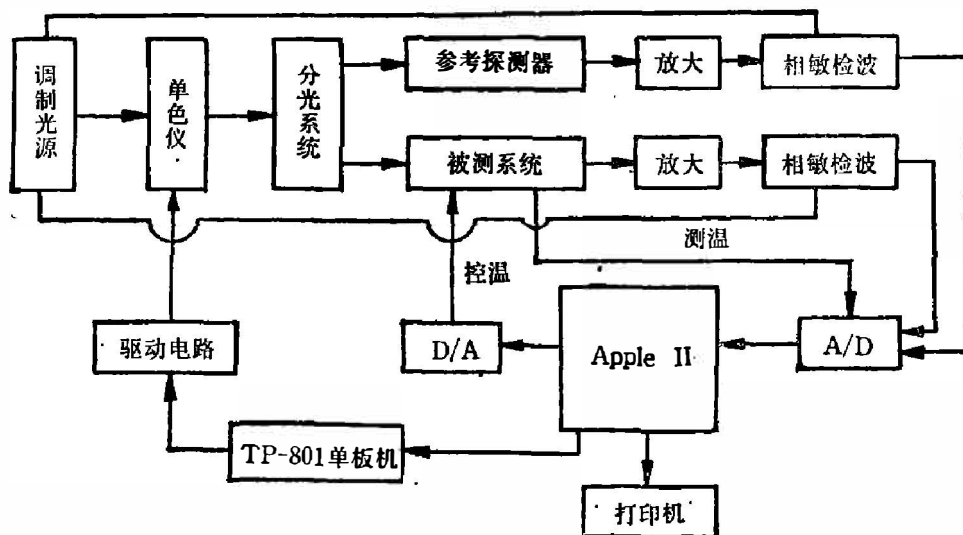 调制光源
单色仪
分光系统
参考探测器
放大
相敏检波
被测系统
放大
相敏检波
测温
控温
驱动电路
D/A
Apple II
A/D
TP-801单板机
打印机